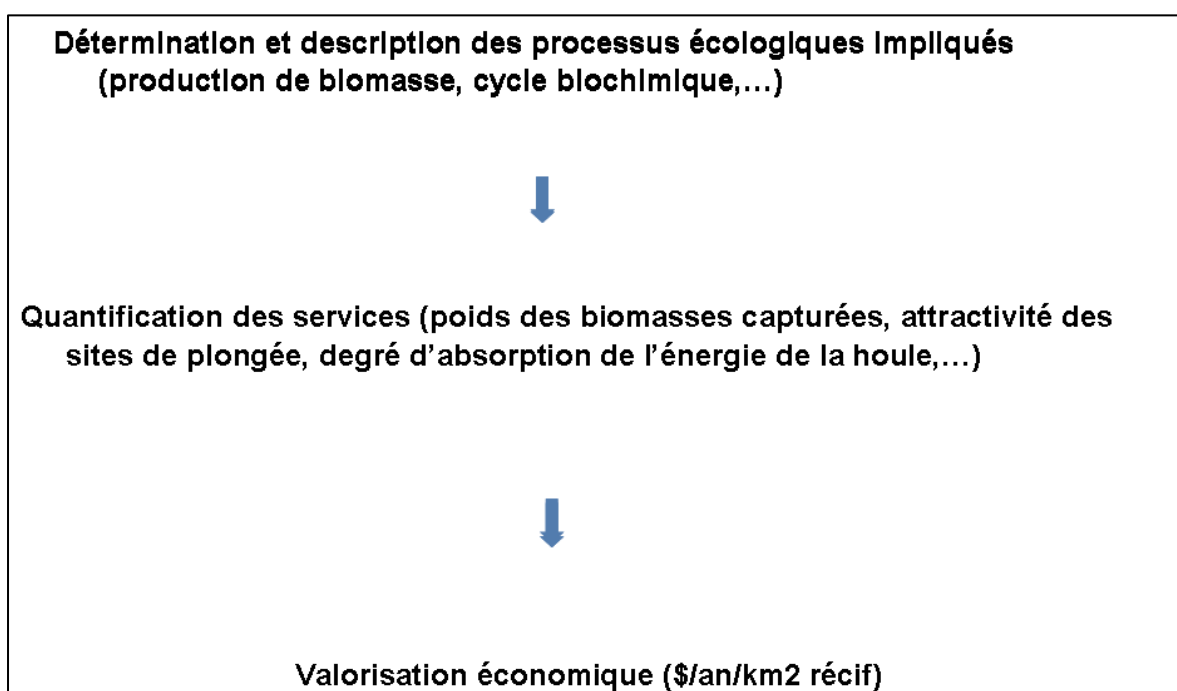 Détermination et description des processus écologiques impliqués
(production de biomasse, cycle biochimique,…)
Quantification des services (poids des biomasses capturées, attractivité des
sites de plongée, degré d’absorption de l’énergie de la houle,…)
Valorisation économique ($/an/km2 récif)